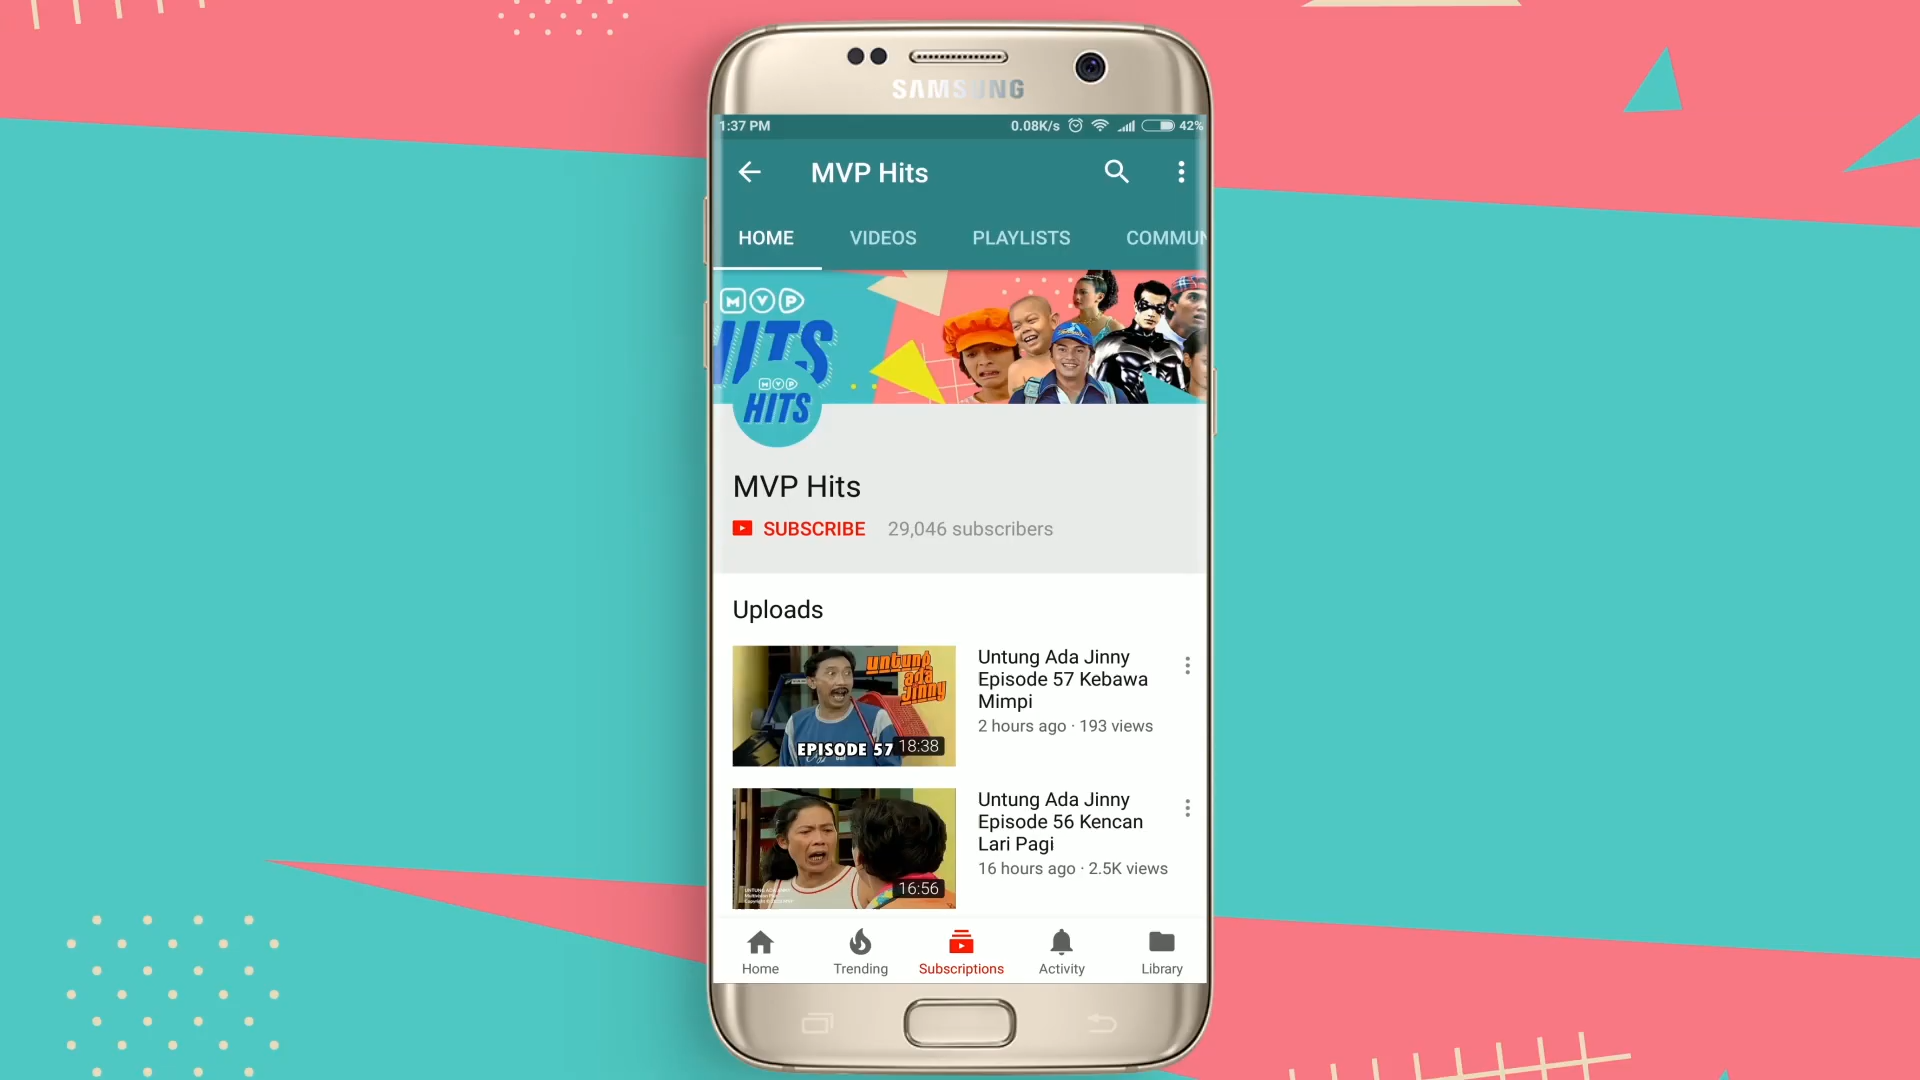 SAMSUNG
1:37 PM
0.08K/s
42%
MVP Hits
HOME
VIDEOS
PLAYLISTS
COMMUN
MVP
HITS
MVP
HITS
MVP Hits
SUBSCRIBE
29,046 subscribers
Uploads
untung
ada
jinny
EPISODE 57
18:38
Untung Ada Jinny
Episode 57 Kebawa
Mimpi
2 hours ago · 193 views
16:56
Untung Ada Jinny
Episode 56 Kencan
Lari Pagi
16 hours ago · 2.5K views
Home
Trending
Subscriptions
Activity
Library